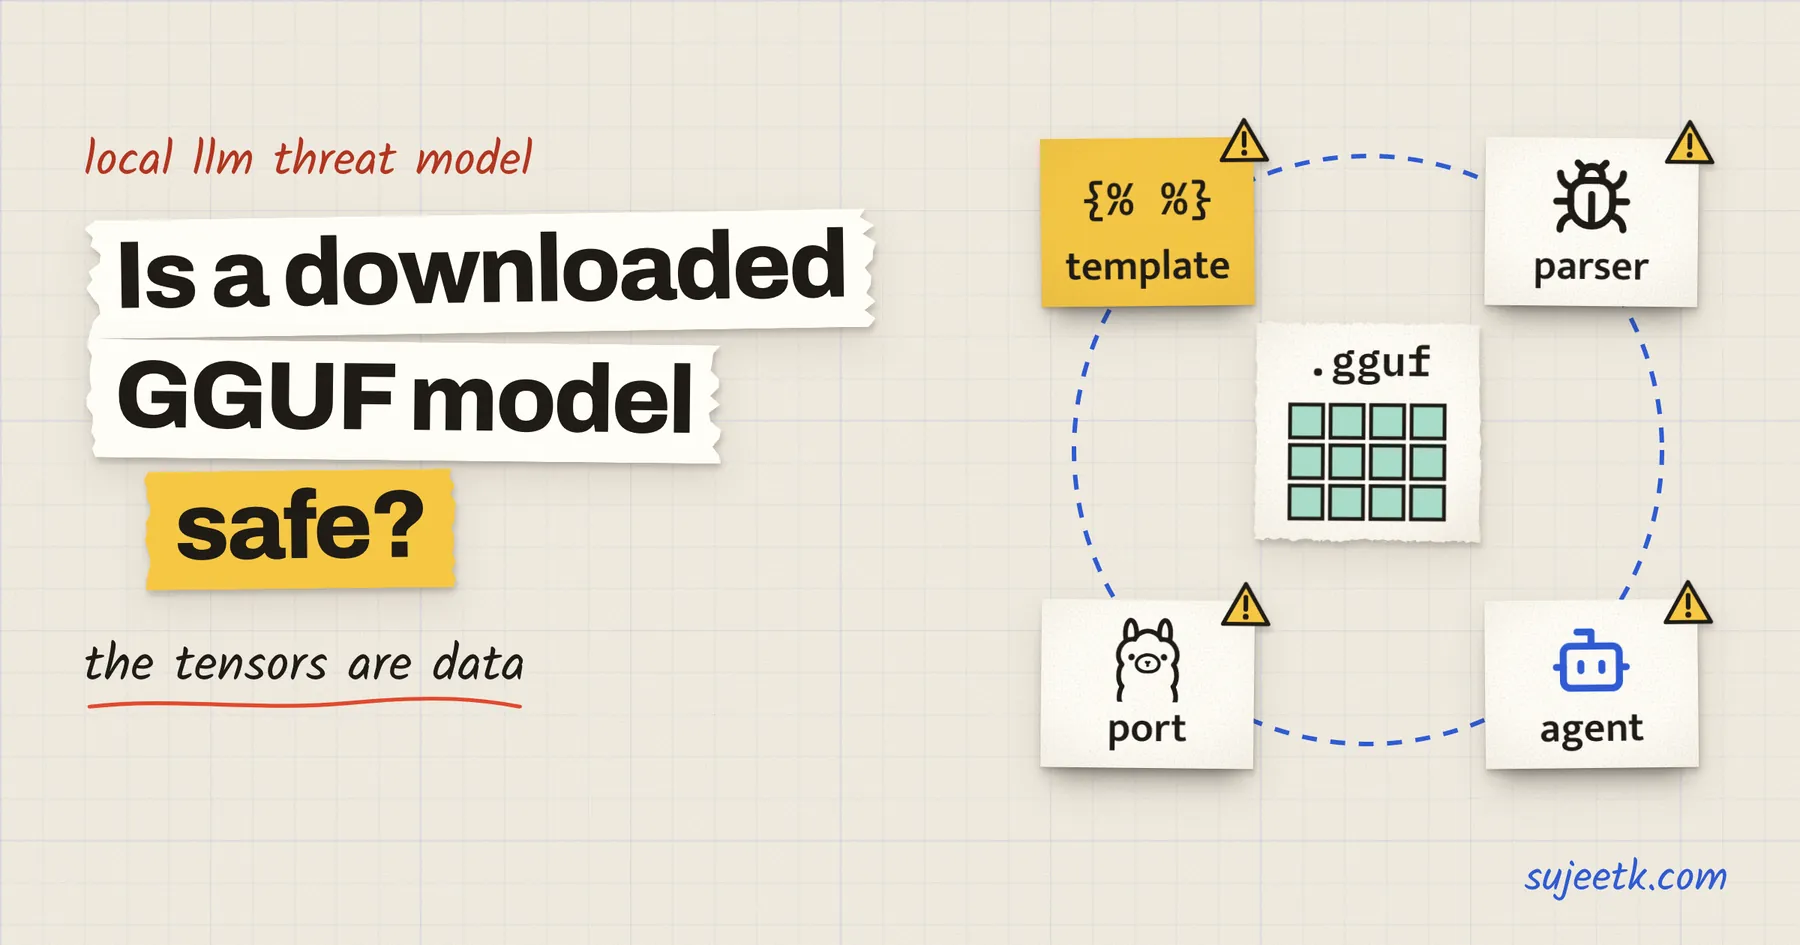 local llm threat model
Is a downloaded
GGUF model
safe?
the tensors are data
{% %}
template
parser
.gguf
port
agent
sujeetk.com